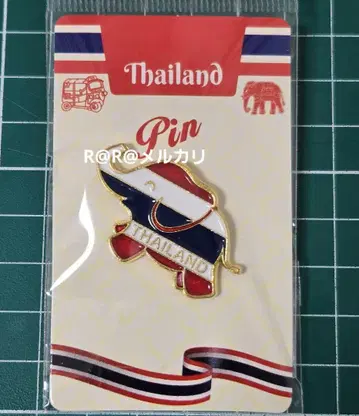 Thailand
Pin
R@R@メルカリ
THAILAND